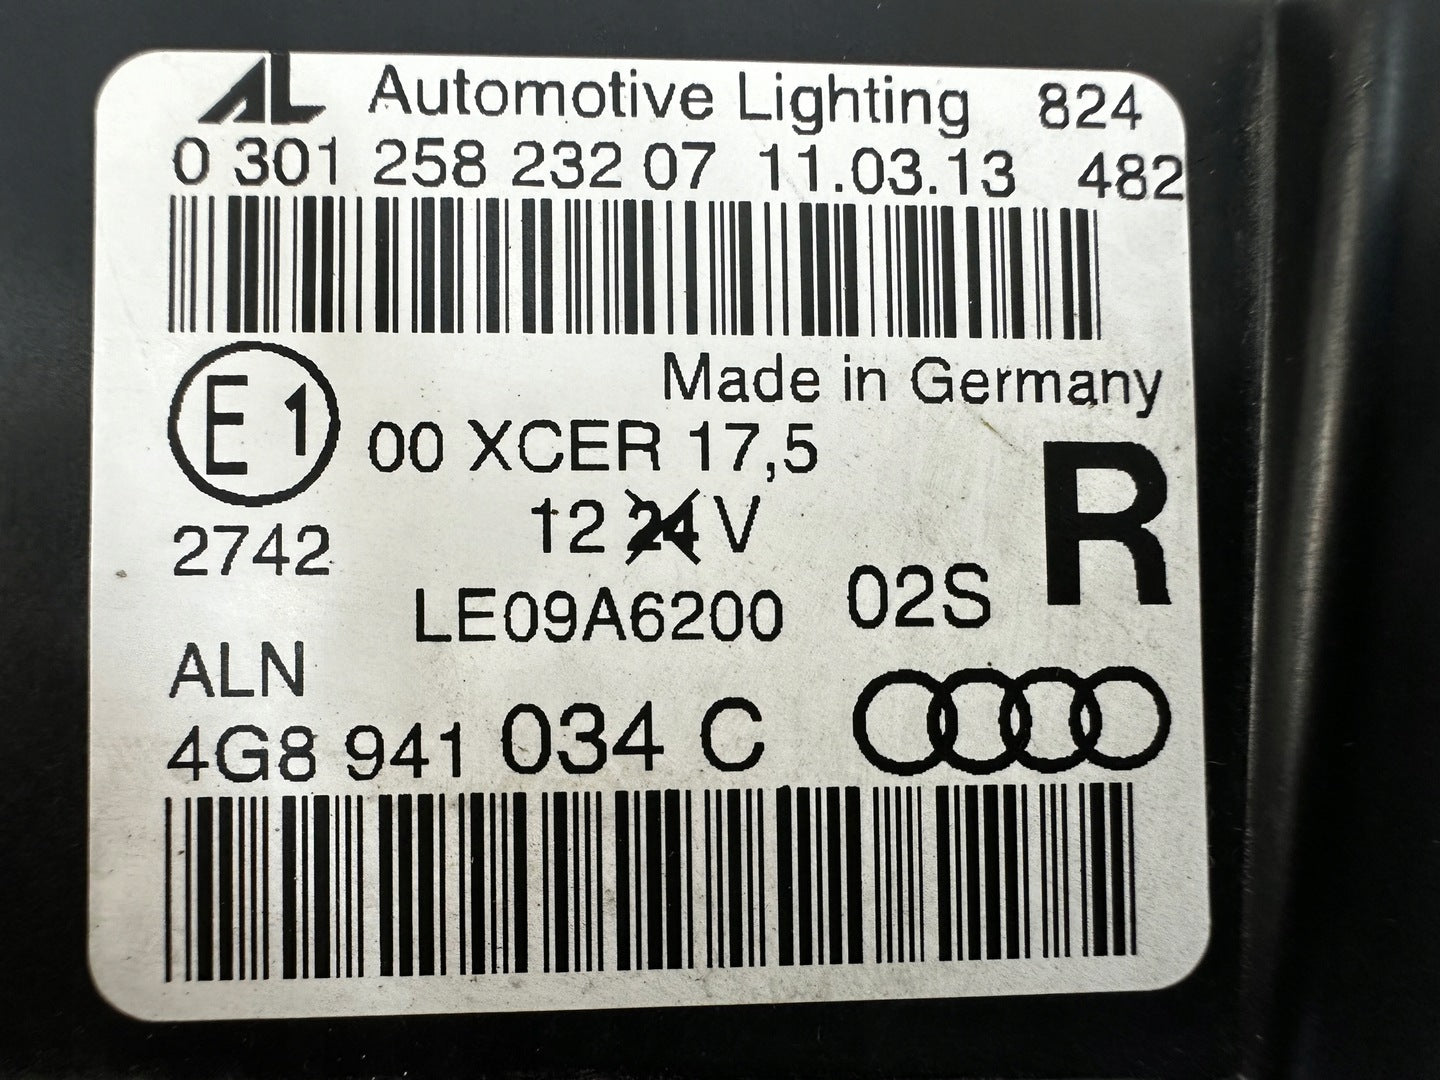 AL Automotive Lighting 824
0 301 258 232 07 11.03.13 482
Made in Germany
E1 00 XCER 17,5
12 24 V
R
2742
LE09A6200 02S
ALN
4G8 941 034 C